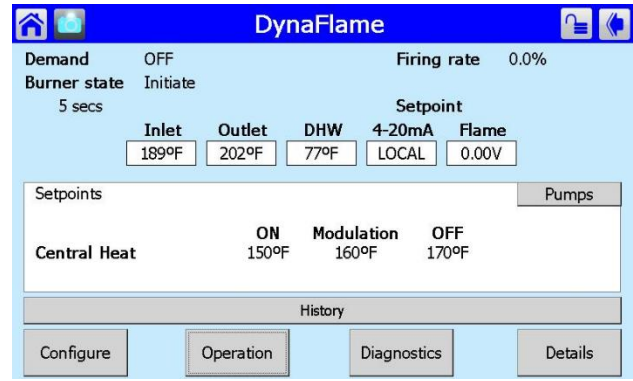 DynaFlame
Demand OFF Firing rate 0.0%
Burner state Initiate
5 secs Setpoint
Inlet Outlet DHW 4-20mA Flame
189ºF 202ºF 77ºF LOCAL 0.00V
Setpoints Pumps
ON Modulation OFF
Central Heat 150ºF 160ºF 170ºF
History
Configure Operation Diagnostics Details